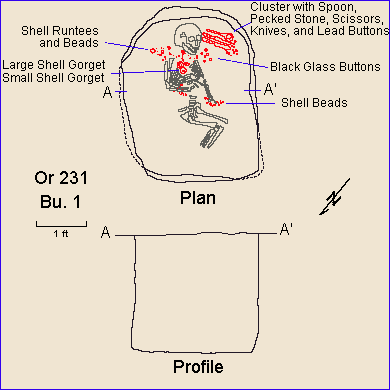 Cluster with Spoon,
Pecked Stone, Scissors,
Knives, and Lead Buttons
Shell Runtees
and Beads
Large Shell Gorget
Small Shell Gorget
Black Glass Buttons
A
A'
Shell Beads
Or 231
Bu. 1
1 ft
Plan
A
A'
Profile